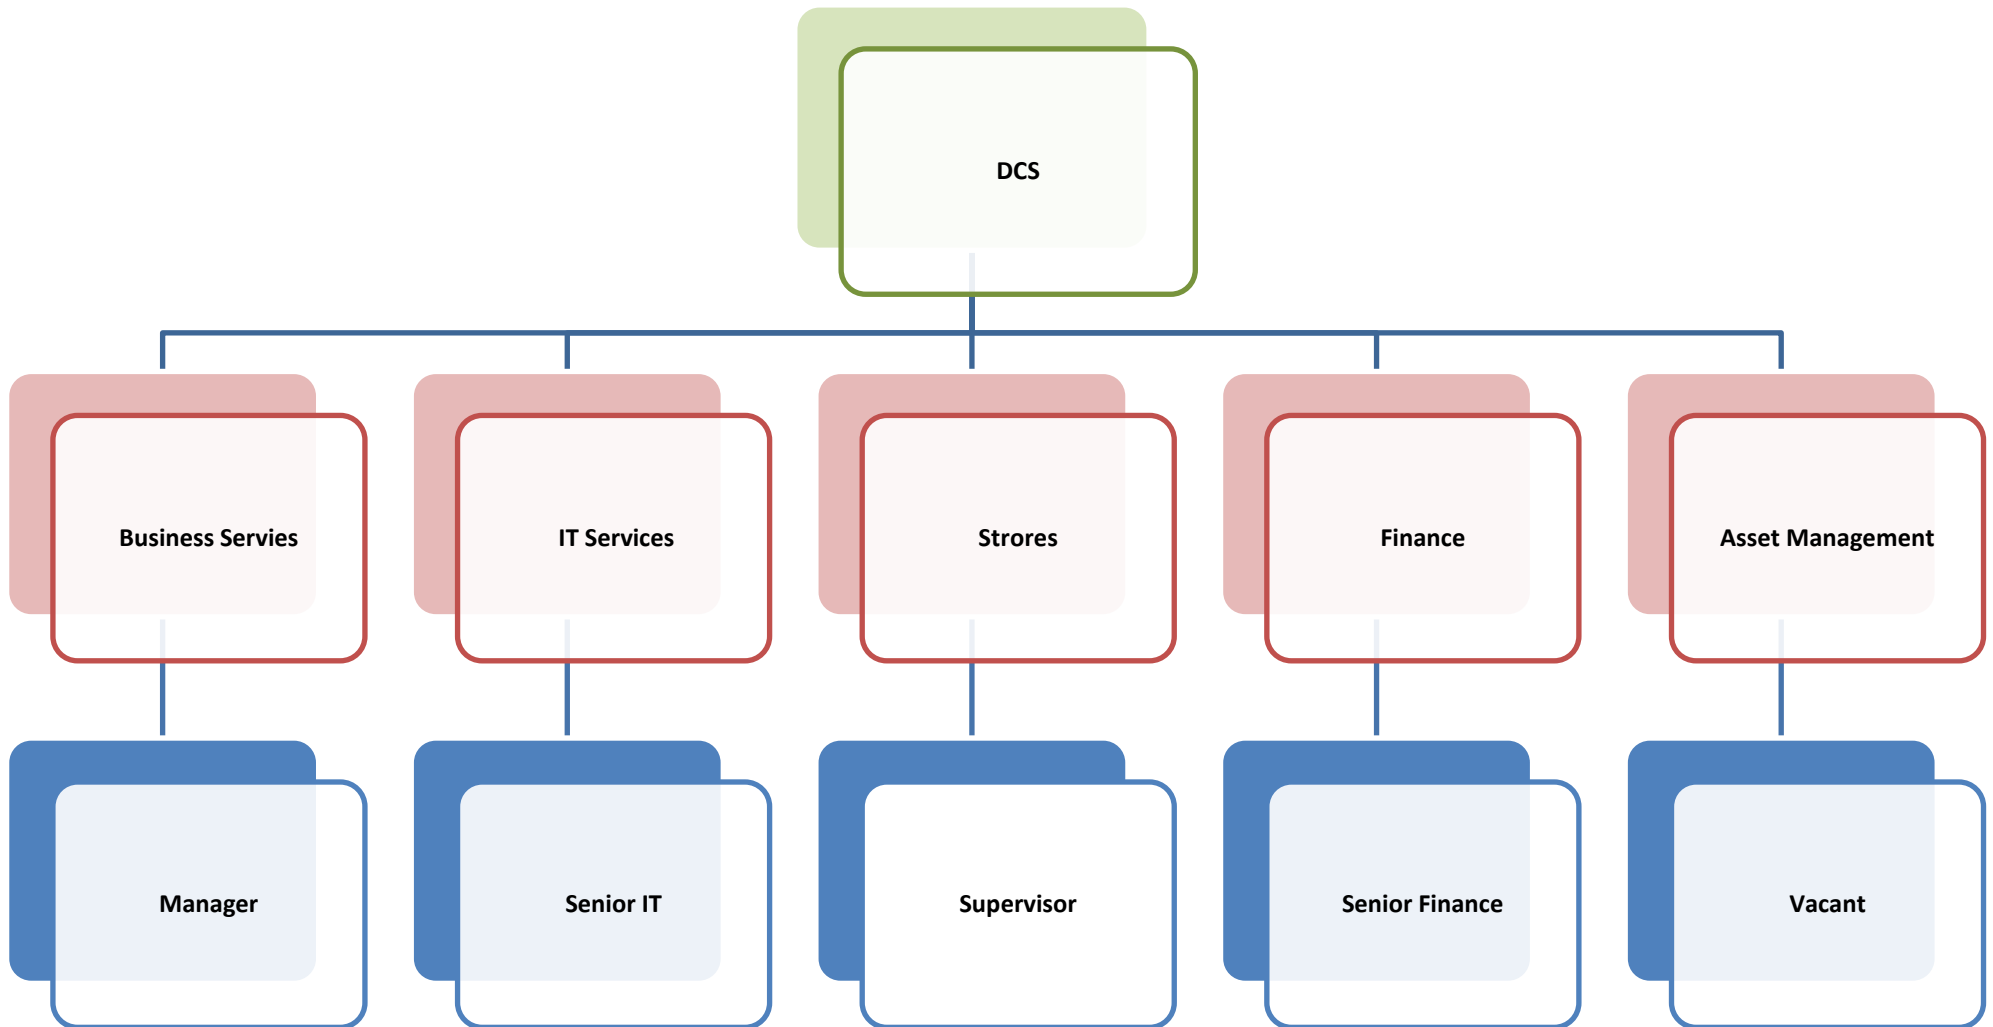 DCS
Business Servies
IT Services
Strores
Finance
Asset Management
Manager
Senior IT
Supervisor
Senior Finance
Vacant